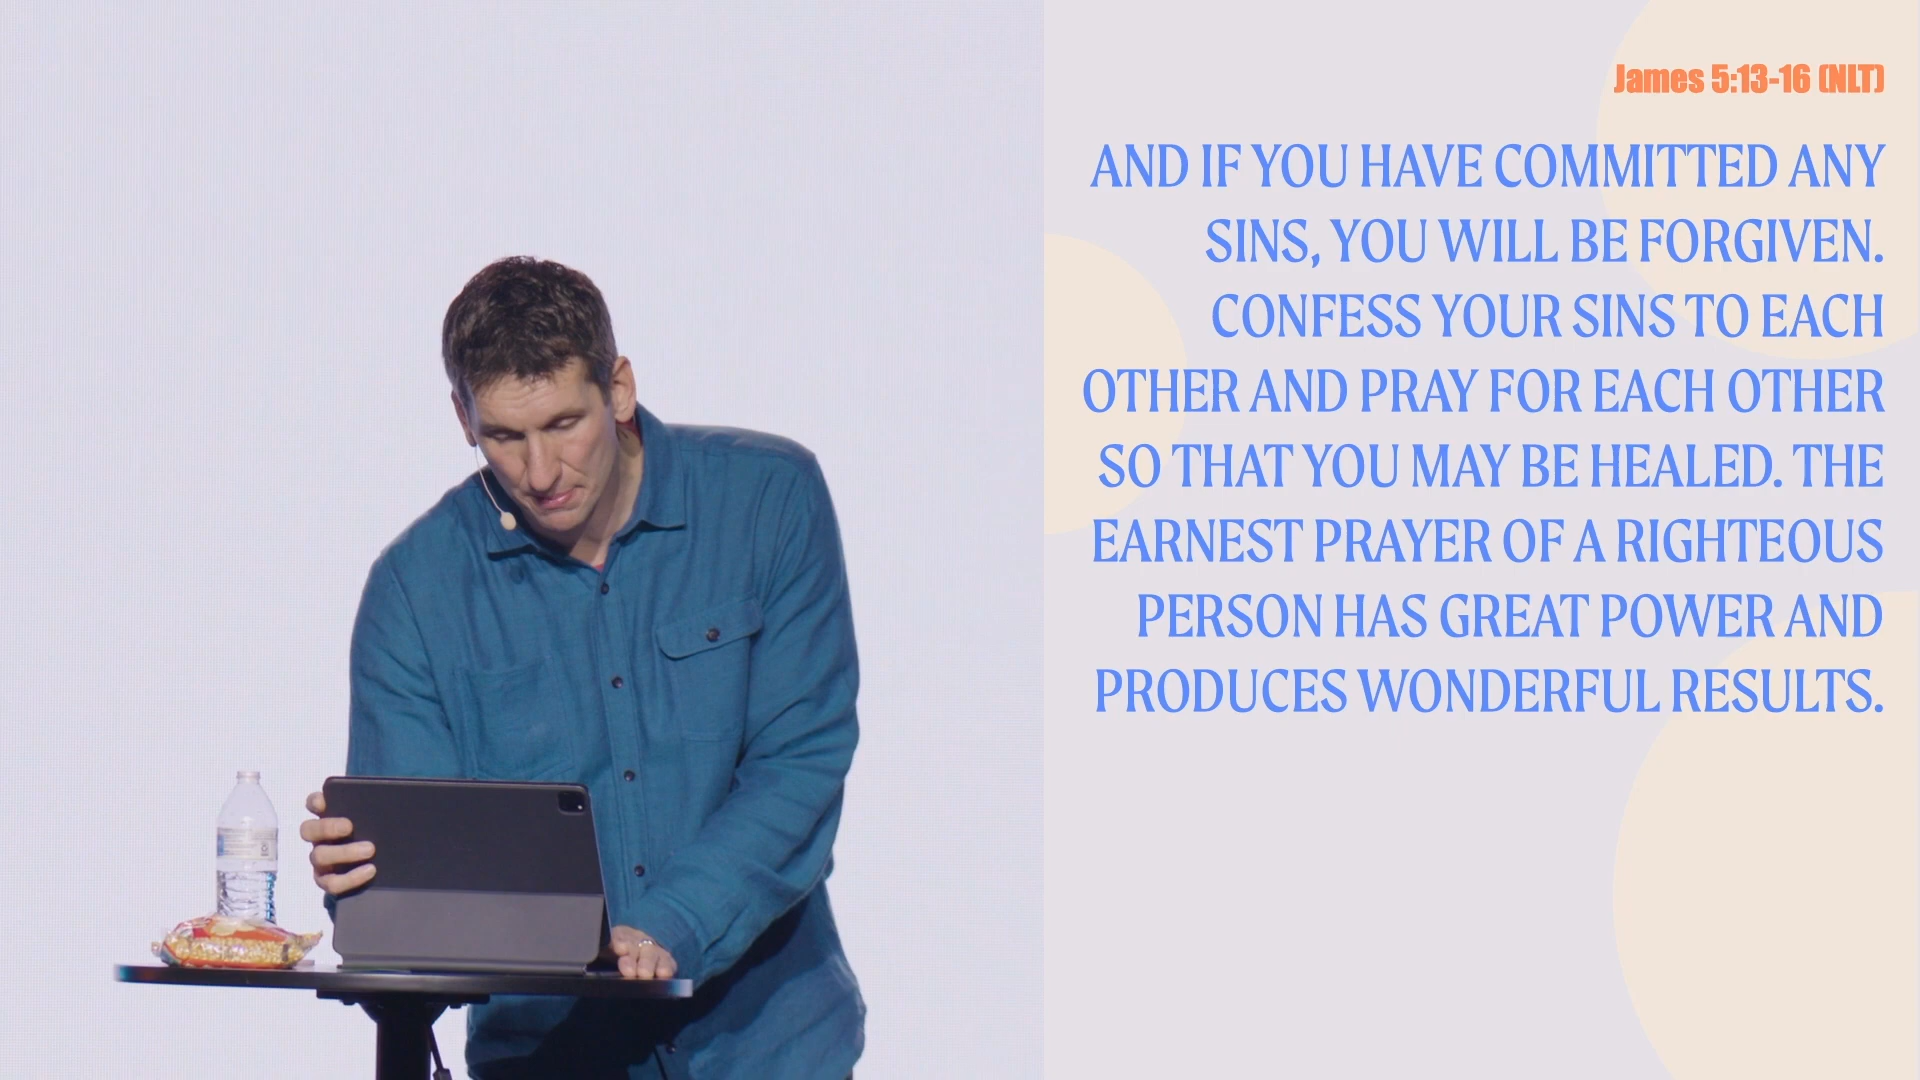 James 5:13-16 (NLT)
AND IF YOU HAVE COMMITTED ANY
SINS, YOU WILL BE FORGIVEN.
CONFESS YOUR SINS TO EACH
OTHER AND PRAY FOR EACH OTHER
SO THAT YOU MAY BE HEALED. THE
EARNEST PRAYER OF A RIGHTEOUS
PERSON HAS GREAT POWER AND
PRODUCES WONDERFUL RESULTS.